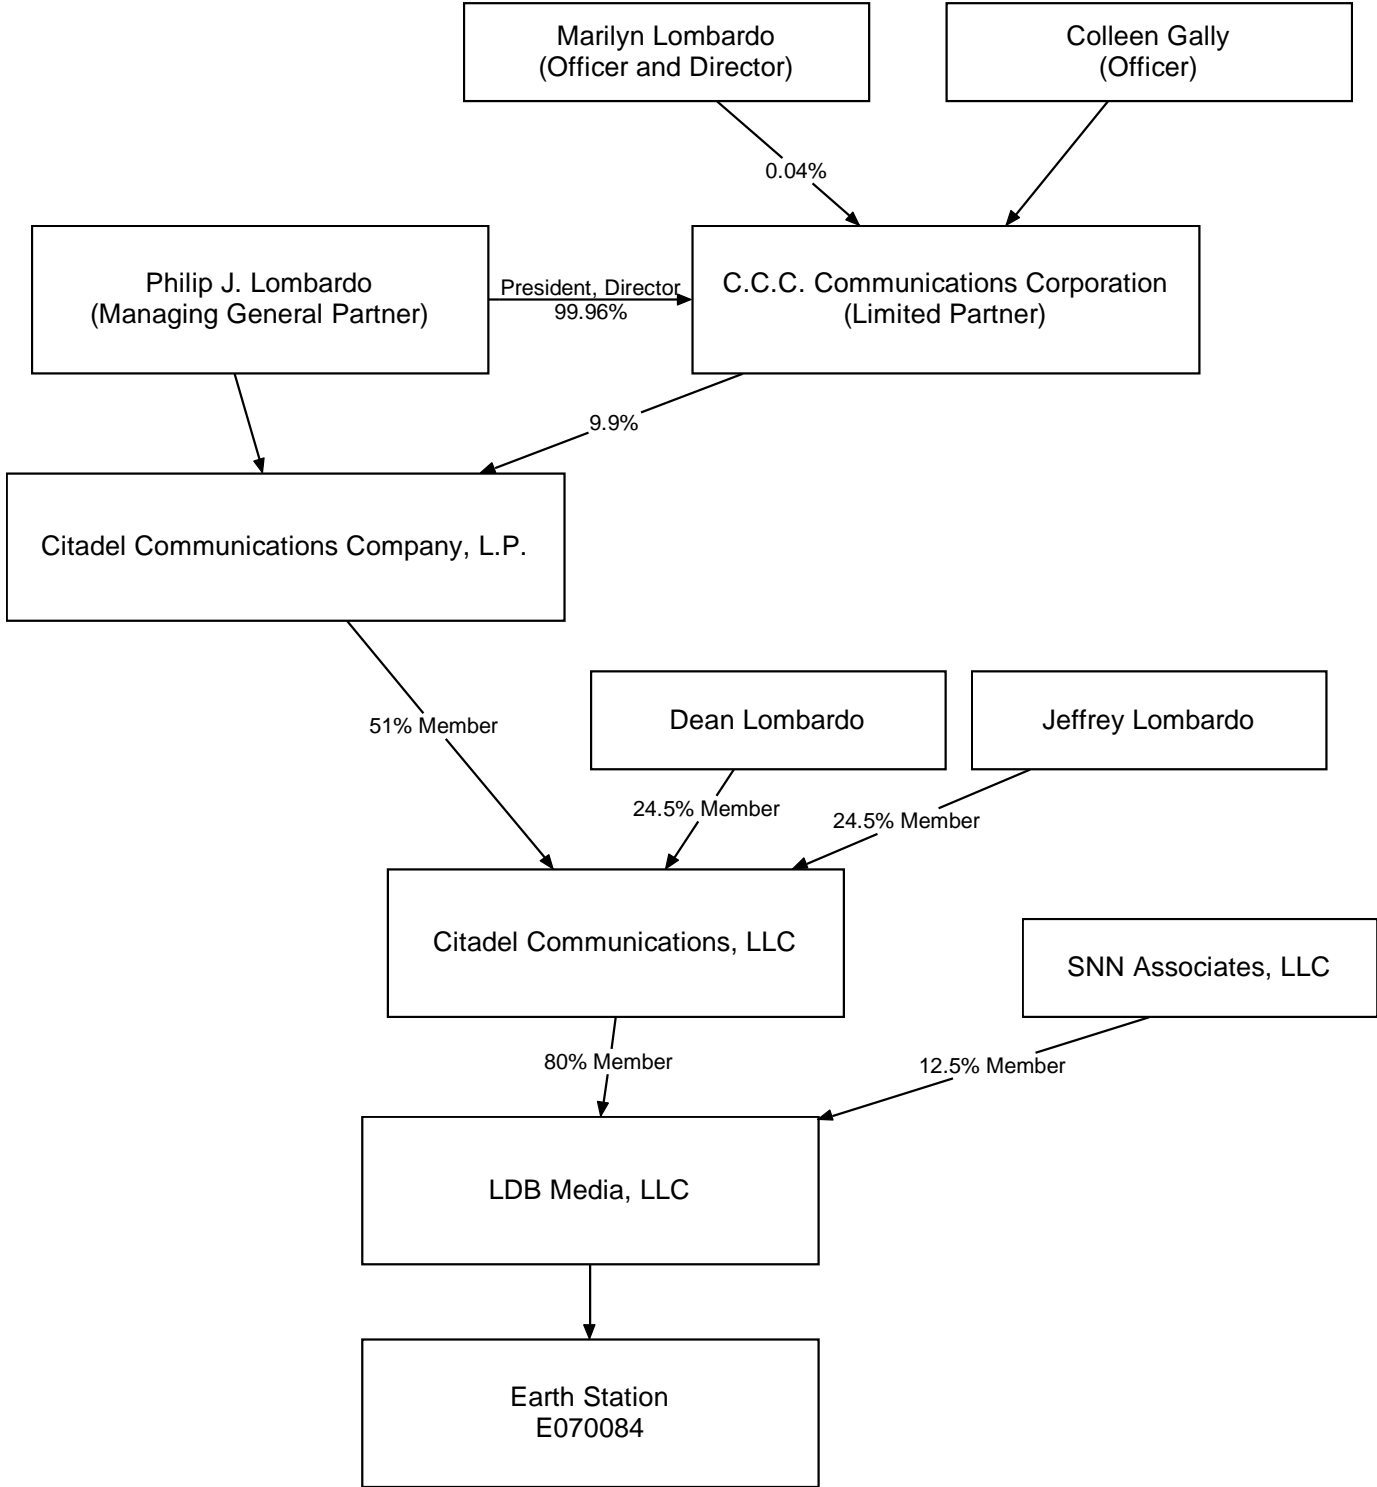 Marilyn Lombardo
(Officer and Director)
Colleen Gally
(Officer)
0.04%
Philip J. Lombardo
(Managing General Partner)
President, Director
99.96%
C.C.C. Communications Corporation
(Limited Partner)
9.9%
Citadel Communications Company, L.P.
51% Member
Dean Lombardo
Jeffrey Lombardo
24.5% Member
24.5% Member
Citadel Communications, LLC
SNN Associates, LLC
80% Member
12.5% Member
LDB Media, LLC
Earth Station
E070084